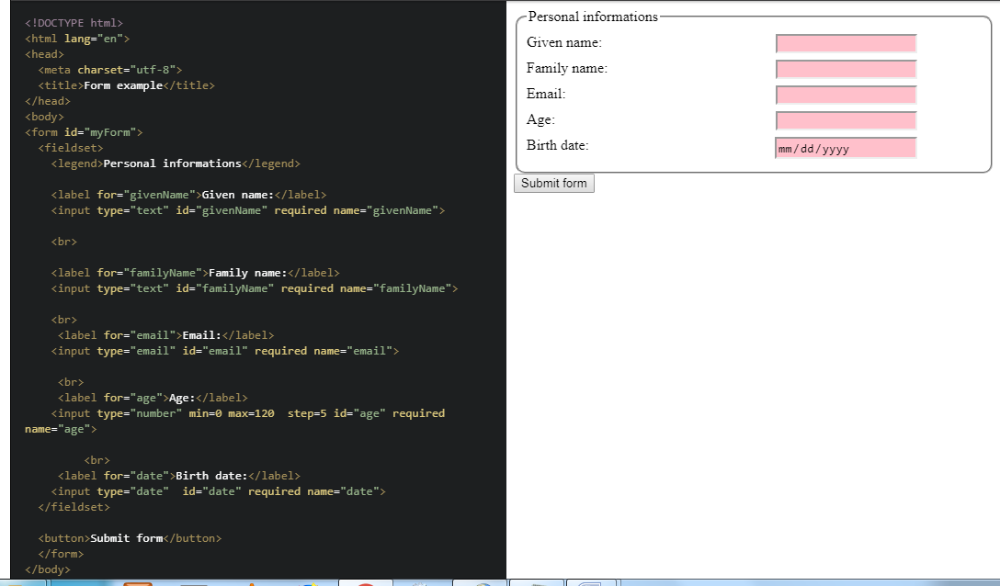 <!DOCTYPE html>
<html lang="en">
<head>
  <meta charset="utf-8">
  <title>Form example</title>
</head>
<body>
<form id="myForm">
  <fieldset>
    <legend>Personal informations</legend>
    <label for="givenName">Given name:</label>
    <input type="text" id="givenName" required name="givenName">
    <br>
    <label for="familyName">Family name:</label>
    <input type="text" id="familyName" required name="familyName">
    <br>
     <label for="email">Email:</label>
    <input type="email" id="email" required name="email">
     <br>
     <label for="age">Age:</label>
    <input type="number" min=0 max=120  step=5 id="age" required
name="age">
         <br>
     <label for="date">Birth date:</label>
    <input type="date"  id="date" required name="date">
  </fieldset>
  <button>Submit form</button>
  </form>
</body>
Personal informations
Given name:
Family name:
Email:
Age:
Birth date: mm/dd/yyyy
Submit form